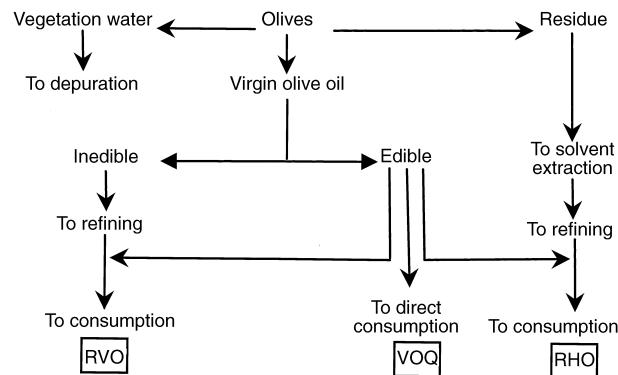 Vegetation water
Olives
Residue
To depuration
Virgin olive oil
Inedible
Edible
To solvent
extraction
To refining
To refining
To consumption
To direct
consumption
To consumption
RVO
VOQ
RHO